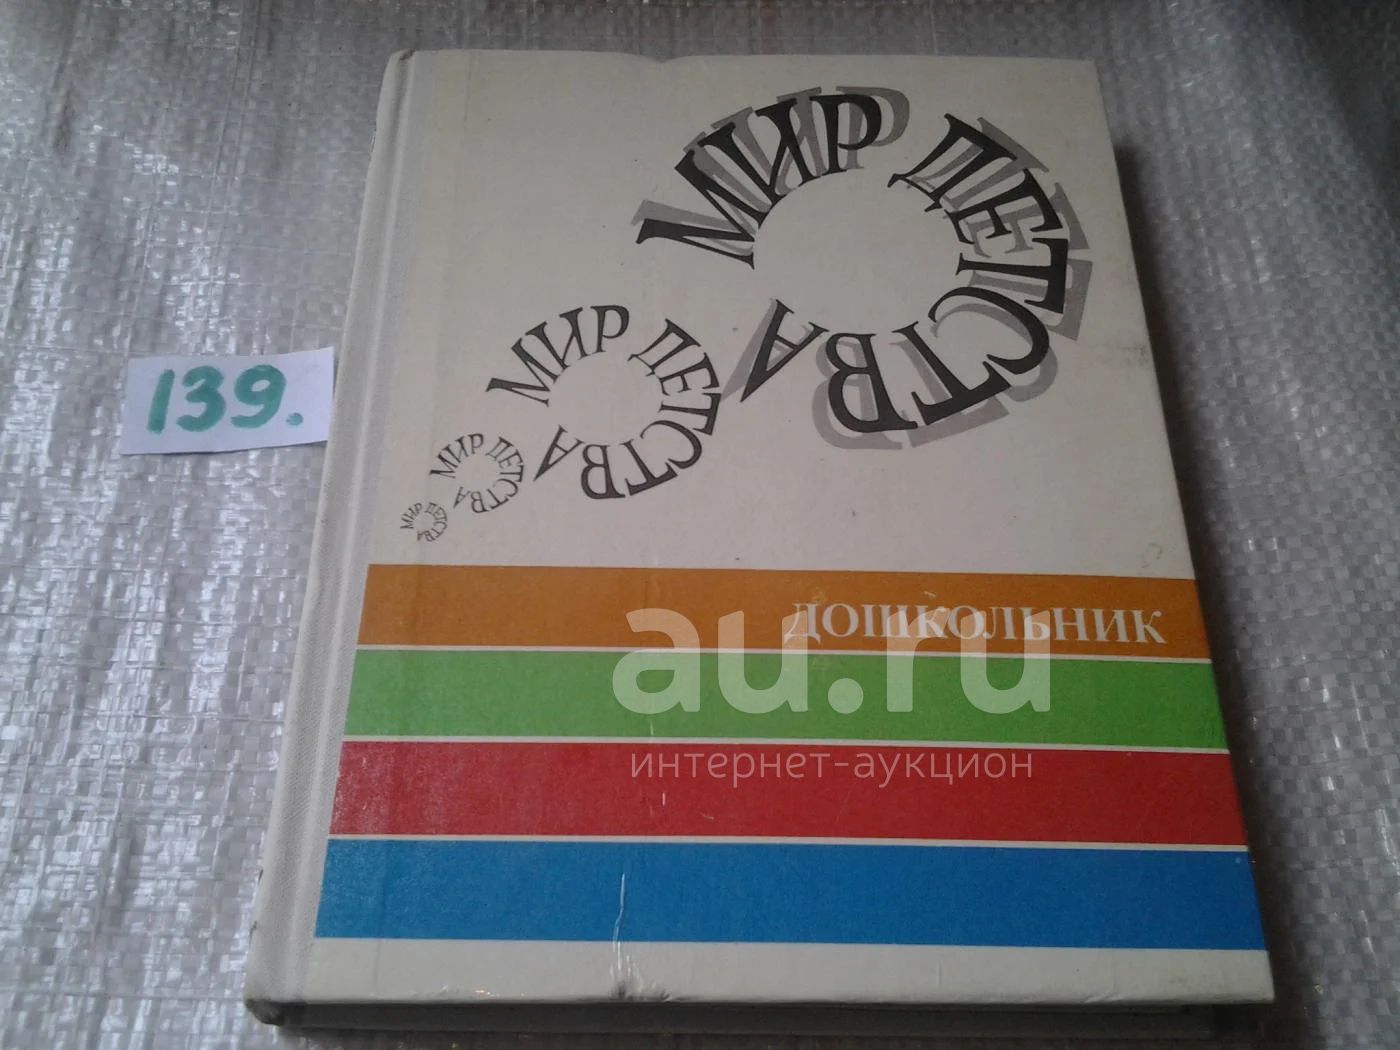 МИР ДЕТСТВА
МИР ДЕТСТВА
МИР ДЕТСТВА
МИР ДЕТСТВА
139.
ДОШКОЛЬНИК
au.ru
интернет-аукцион